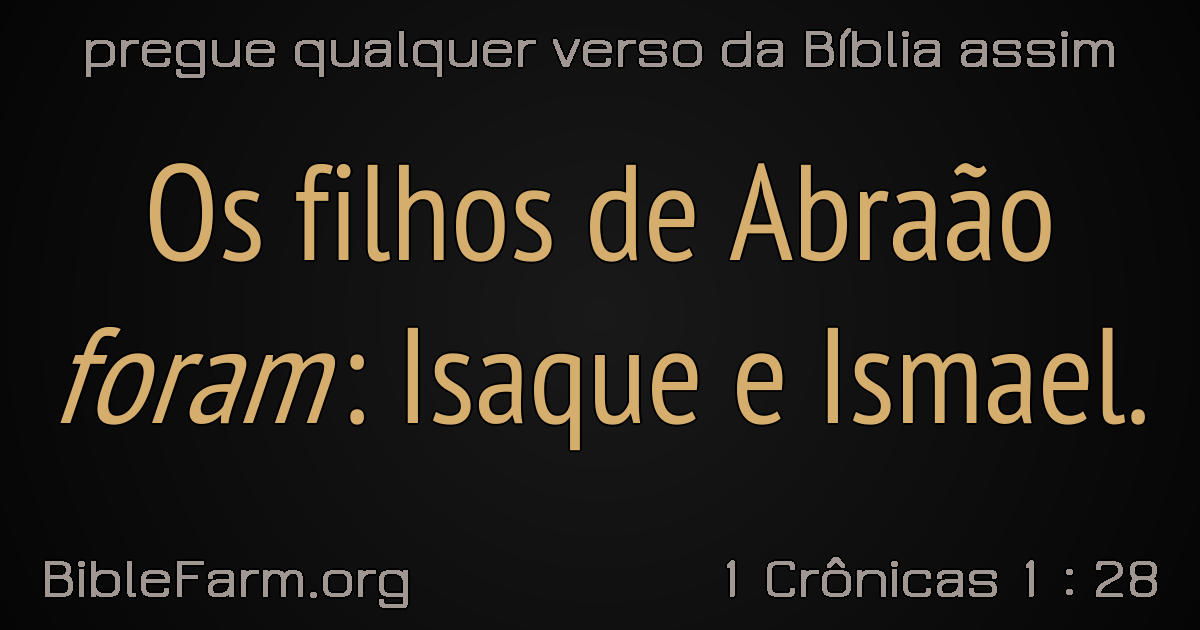 pregue qualquer verso da Bíblia assim
Os filhos de Abraão
foram: Isaque e Ismael.
BibleFarm.org
1 Crônicas 1 : 28